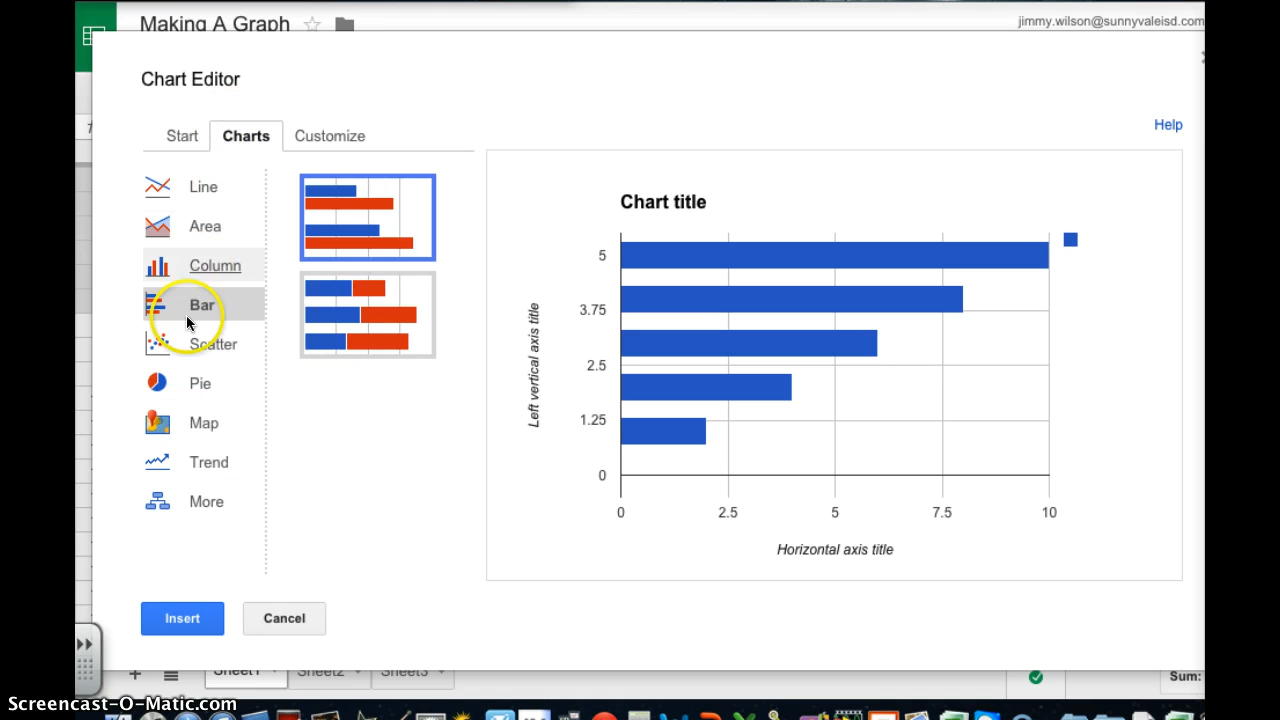 Making A Graph
jimmy.wilson@sunnyvaleisd.com
Chart Editor
Help
Start
Charts
Customize
Line
Area
Column
Bar
Scatter
Pie
Map
Trend
More
Chart title
5
3.75
2.5
1.25
0
Left vertical axis title
0 2.5 5 7.5 10
Horizontal axis title
Insert
Cancel
Sheet1
Sheet2
Sheet3
Sum:
Screencast-O-Matic.com